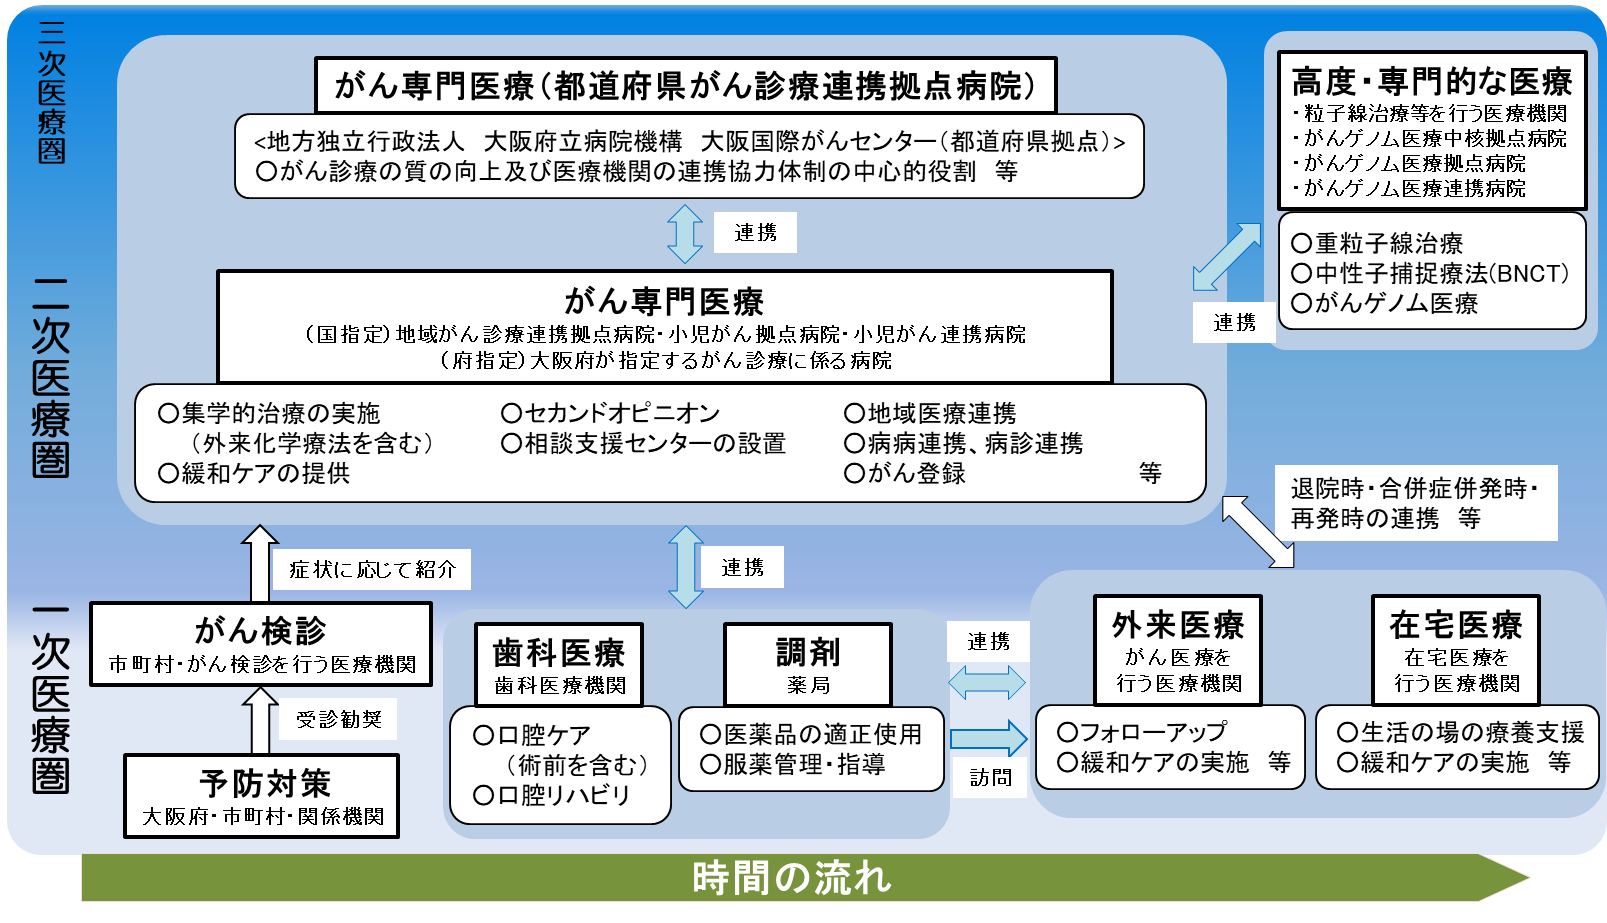 三次医療圏
がん専門医療（都道府県がん診療連携拠点病院）
<地方独立行政法人　大阪府立病院機構　大阪国際がんセンター（都道府県拠点）>
〇がん診療の質の向上及び医療機関の連携協力体制の中心的役割　等
連携
高度・専門的な医療
・粒子線治療等を行う医療機関
・がんゲノム医療中核拠点病院
・がんゲノム医療拠点病院
・がんゲノム医療連携病院
〇重粒子線治療
〇中性子捕捉療法(BNCT)
〇がんゲノム医療
連携
二次医療圏
がん専門医療
（国指定）地域がん診療連携拠点病院・小児がん拠点病院・小児がん連携病院
（府指定）大阪府が指定するがん診療に係る病院
〇集学的治療の実施
（外来化学療法を含む）
〇緩和ケアの提供
〇セカンドオピニオン
〇相談支援センターの設置
〇地域医療連携
〇病病連携、病診連携
〇がん登録　等
退院時・合併症併発時・
再発時の連携　等
症状に応じて紹介
連携
一次医療圏
がん検診
市町村・がん検診を行う医療機関
受診勧奨
予防対策
大阪府・市町村・関係機関
歯科医療
歯科医療機関
〇口腔ケア
（術前を含む）
〇口腔リハビリ
調剤
薬局
〇医薬品の適正使用
〇服薬管理・指導
連携
訪問
外来医療
がん医療を
行う医療機関
〇フォローアップ
〇緩和ケアの実施　等
在宅医療
在宅医療を
行う医療機関
〇生活の場の療養支援
〇緩和ケアの実施　等
時間の流れ